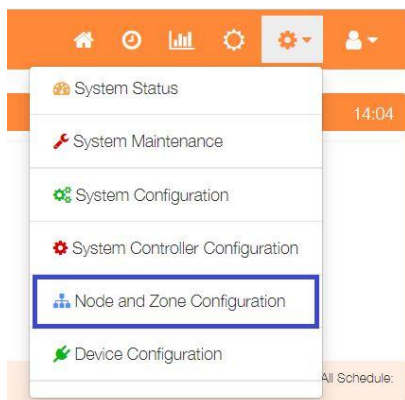 System Status
14:04
System Maintenance
System Configuration
System Controller Configuration
Node and Zone Configuration
Device Configuration
All Schedule: